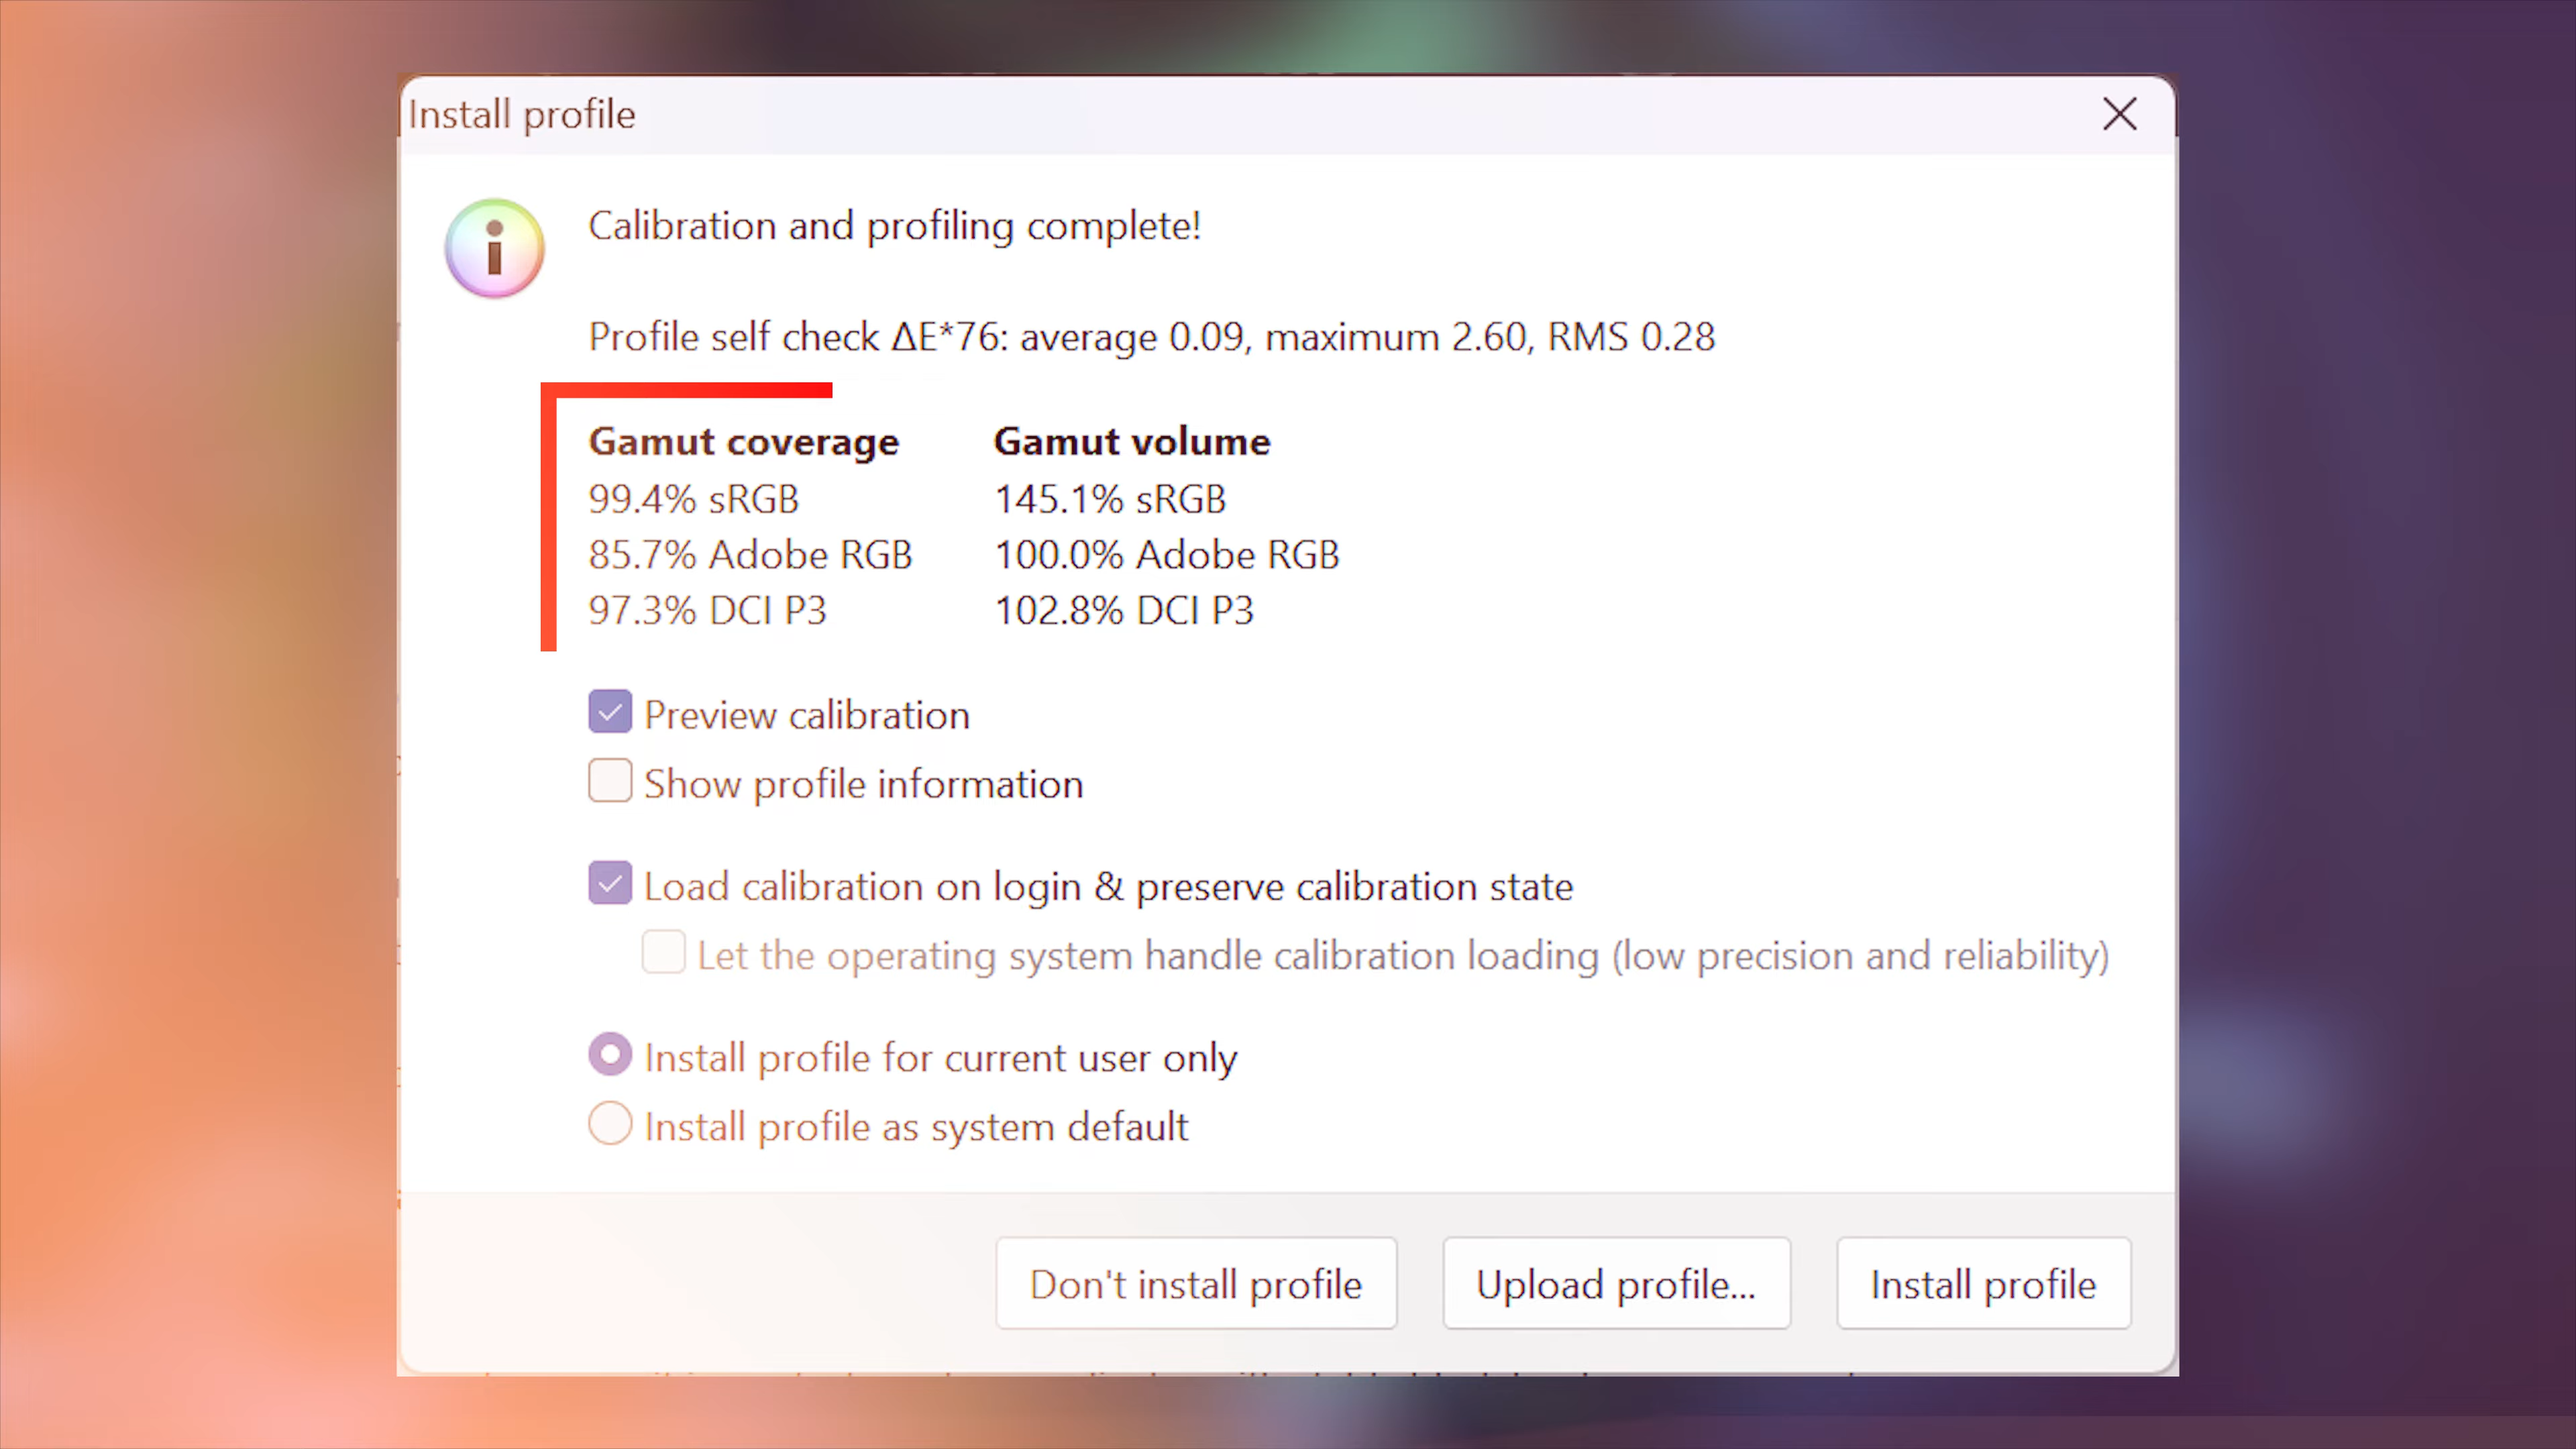 Install profile
Calibration and profiling complete!
Profile self check ΔE*76: average 0.09, maximum 2.60, RMS 0.28
Gamut coverage Gamut volume
99.4% sRGB 145.1% sRGB
85.7% Adobe RGB 100.0% Adobe RGB
97.3% DCI P3 102.8% DCI P3
Preview calibration
Show profile information
Load calibration on login & preserve calibration state
Let the operating system handle calibration loading (low precision and reliability)
Install profile for current user only
Install profile as system default
Don't install profile Upload profile... Install profile